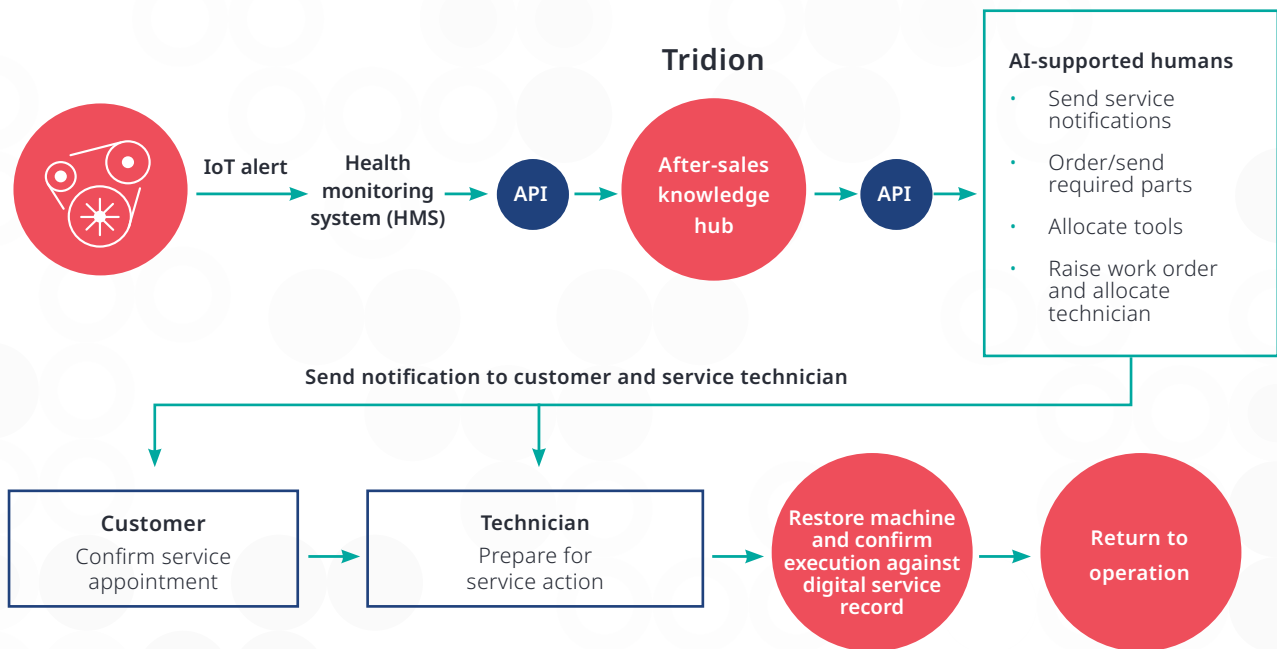 Tridion
IoT alert
Health
monitoring
system (HMS)
API
After-sales
knowledge
hub
API
AI-supported humans
• Send service
notifications
• Order/send
required parts
• Allocate tools
• Raise work order
and allocate
technician
Send notification to customer and service technician
Customer
Confirm service
appointment
Technician
Prepare for
service action
Restore machine
and confirm
execution against
digital service
record
Return to
operation